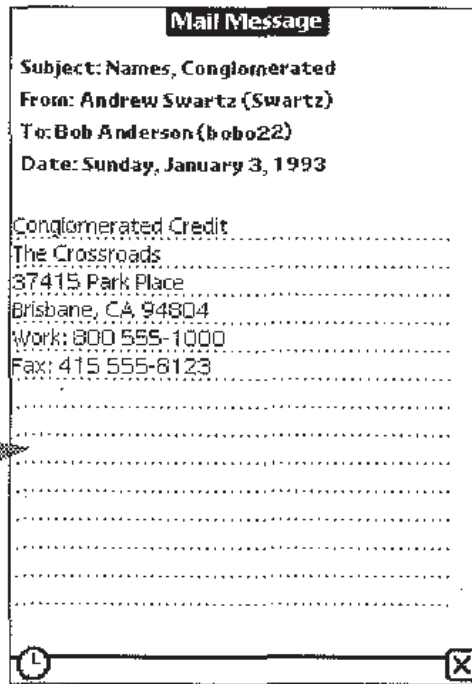 Mail Message
Subject: Names, Conglomerated
From: Andrew Swartz (Swartz)
To: Bob Anderson (bobo22)
Date: Sunday, January 3, 1993
Conglomerated Credit
The Crossroads
37415 Park Place
Brisbane, CA 94804
Work: 800 555-1000
Fax: 415 555-8123